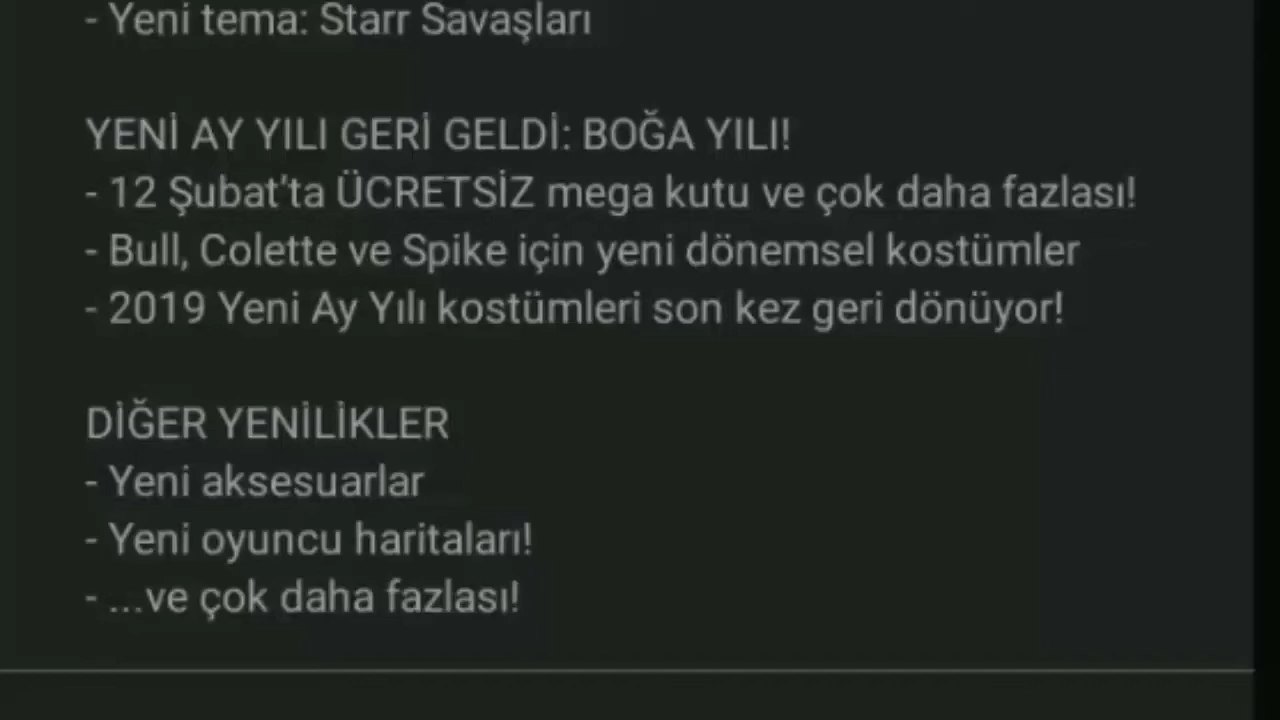 - Yeni tema: Starr Savaşları
YENİ AY YILI GERİ GELDİ: BOĞA YILI!
- 12 Şubat'ta ÜCRETSİZ mega kutu ve çok daha fazlası!
- Bull, Colette ve Spike için yeni dönemsel kostümler
- 2019 Yeni Ay Yılı kostümleri son kez geri dönüyor!
DİĞER YENİLİKLER
- Yeni aksesuarlar
- Yeni oyuncu haritaları!
- ...ve çok daha fazlası!